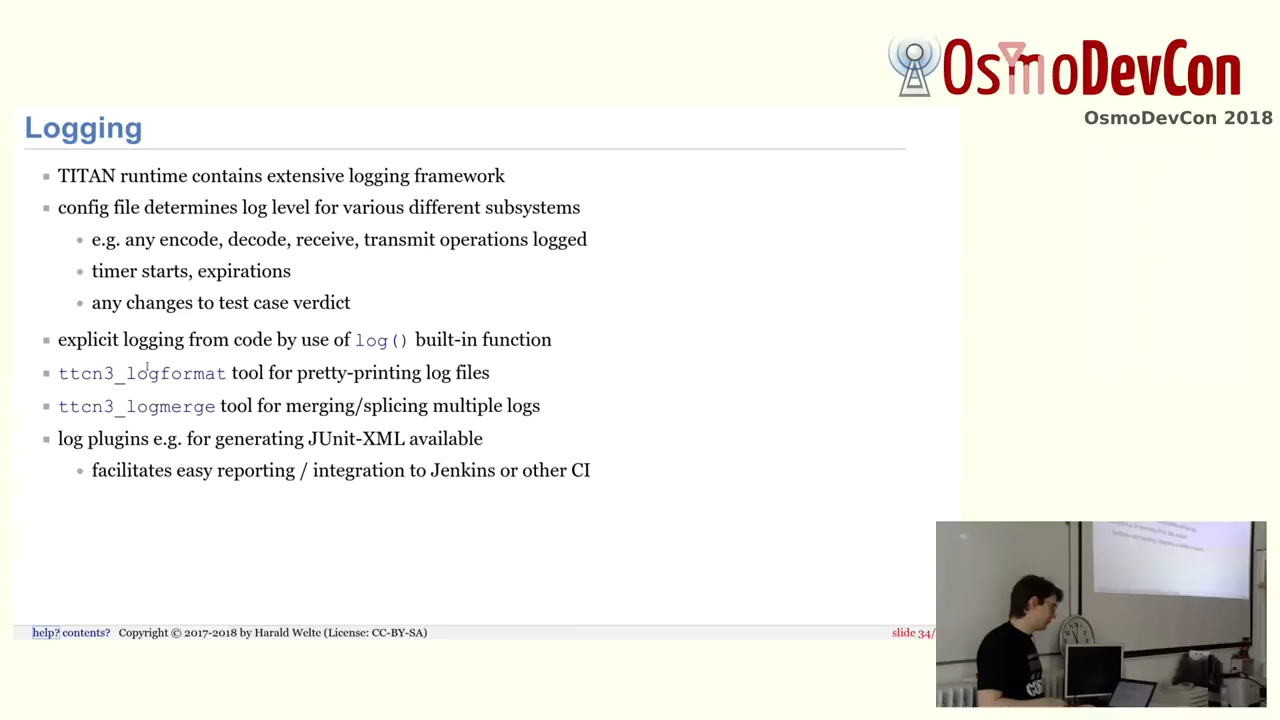 OsmoDevCon
OsmoDevCon 2018
Logging
TITAN runtime contains extensive logging framework
config file determines log level for various different subsystems
e.g. any encode, decode, receive, transmit operations logged
timer starts, expirations
any changes to test case verdict
explicit logging from code by use of log() built-in function
ttcn3_logformat tool for pretty-printing log files
ttcn3_logmerge tool for merging/splicing multiple logs
log plugins e.g. for generating JUnit-XML available
facilitates easy reporting / integration to Jenkins or other CI
help? contents? Copyright © 2017-2018 by Harald Welte (License: CC-BY-SA)
slide 34/